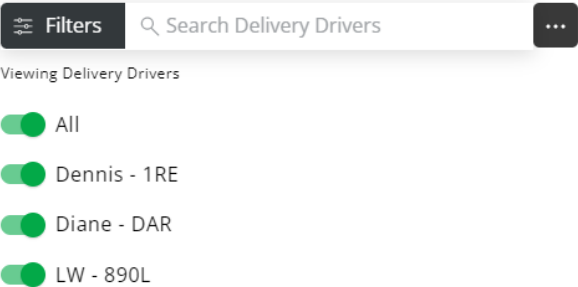 Filters Search Delivery Drivers ...
Viewing Delivery Drivers
All
Dennis - 1RE
Diane - DAR
LW - 890L